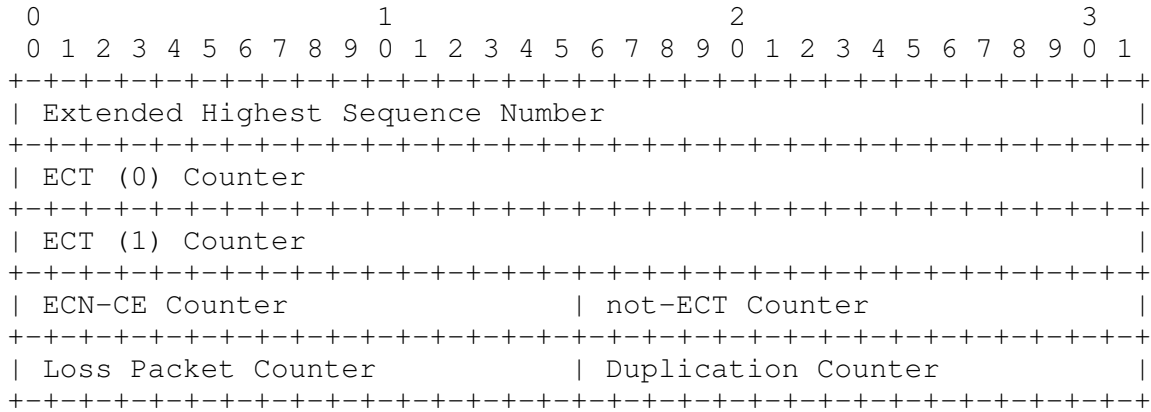 0                   1                   2                   3
 0 1 2 3 4 5 6 7 8 9 0 1 2 3 4 5 6 7 8 9 0 1 2 3 4 5 6 7 8 9 0 1
+-+-+-+-+-+-+-+-+-+-+-+-+-+-+-+-+-+-+-+-+-+-+-+-+-+-+-+-+-+-+-+-+
| Extended Highest Sequence Number                              |
+-+-+-+-+-+-+-+-+-+-+-+-+-+-+-+-+-+-+-+-+-+-+-+-+-+-+-+-+-+-+-+-+
| ECT (0) Counter                                               |
+-+-+-+-+-+-+-+-+-+-+-+-+-+-+-+-+-+-+-+-+-+-+-+-+-+-+-+-+-+-+-+-+
| ECT (1) Counter                                               |
+-+-+-+-+-+-+-+-+-+-+-+-+-+-+-+-+-+-+-+-+-+-+-+-+-+-+-+-+-+-+-+-+
| ECN-CE Counter                | not-ECT Counter               |
+-+-+-+-+-+-+-+-+-+-+-+-+-+-+-+-+-+-+-+-+-+-+-+-+-+-+-+-+-+-+-+-+
| Loss Packet Counter           | Duplication Counter           |
+-+-+-+-+-+-+-+-+-+-+-+-+-+-+-+-+-+-+-+-+-+-+-+-+-+-+-+-+-+-+-+-+